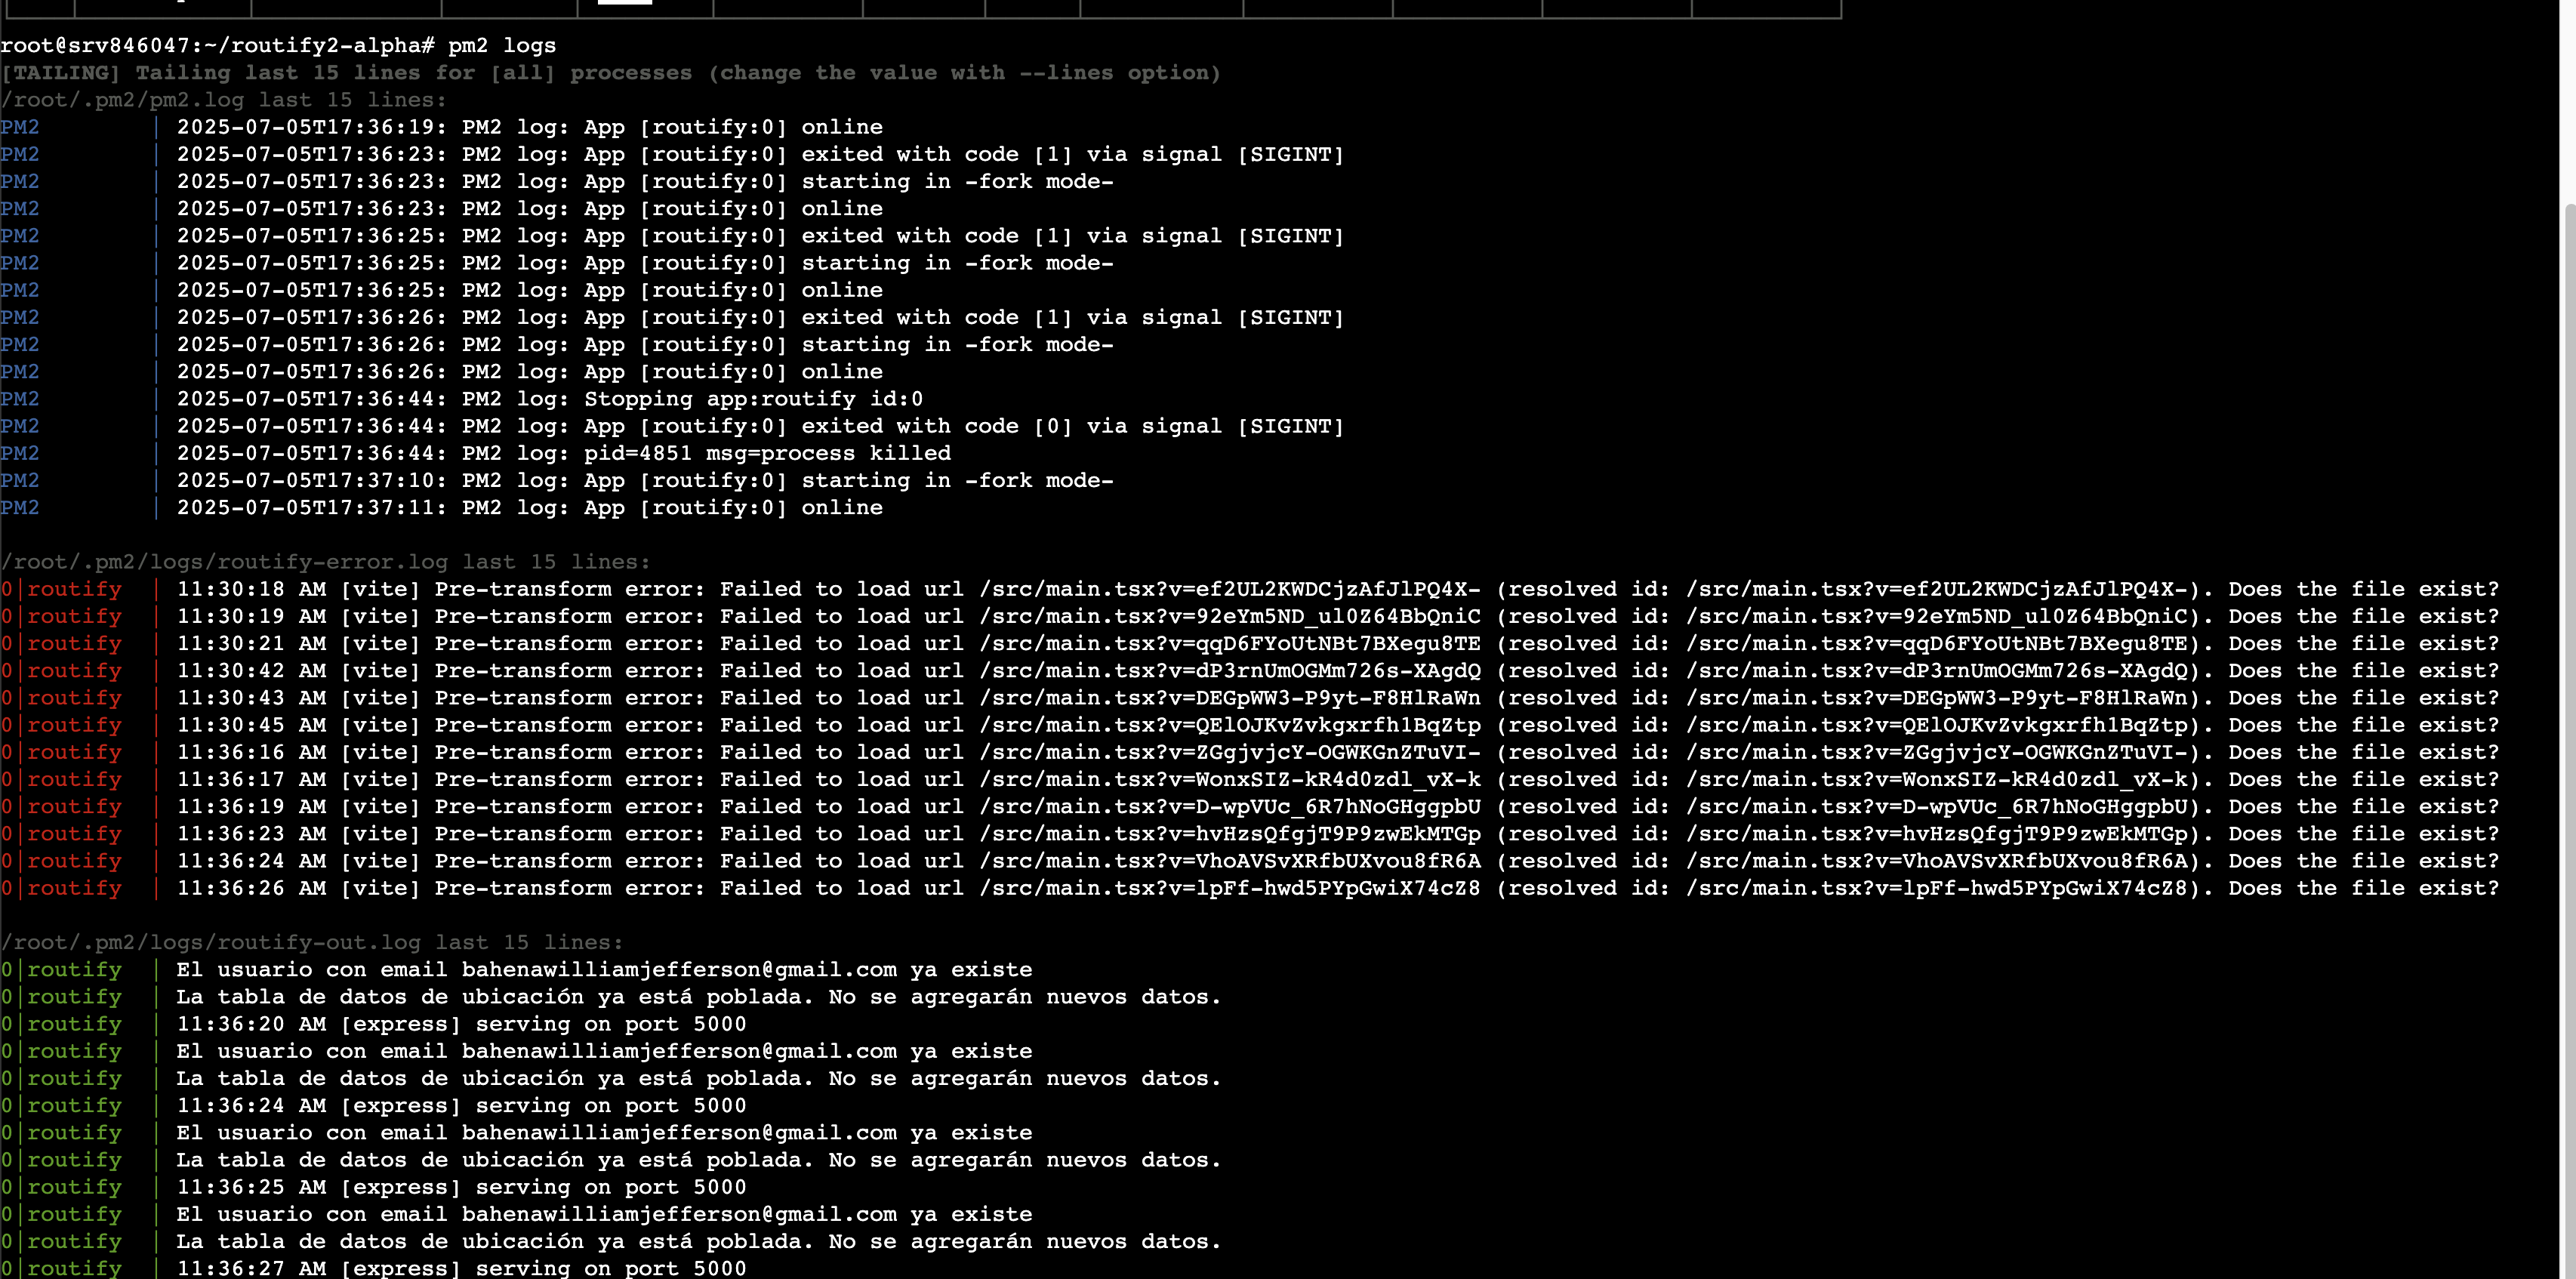 root@srv846047:~/routify2-alpha# pm2 logs
[TAILING] Tailing last 15 lines for [all] processes (change the value with --lines option)
/root/.pm2/pm2.log last 15 lines:
PM2        | 2025-07-05T17:36:19: PM2 log: App [routify:0] online
PM2        | 2025-07-05T17:36:23: PM2 log: App [routify:0] exited with code [1] via signal [SIGINT]
PM2        | 2025-07-05T17:36:23: PM2 log: App [routify:0] starting in -fork mode-
PM2        | 2025-07-05T17:36:23: PM2 log: App [routify:0] online
PM2        | 2025-07-05T17:36:25: PM2 log: App [routify:0] exited with code [1] via signal [SIGINT]
PM2        | 2025-07-05T17:36:25: PM2 log: App [routify:0] starting in -fork mode-
PM2        | 2025-07-05T17:36:25: PM2 log: App [routify:0] online
PM2        | 2025-07-05T17:36:26: PM2 log: App [routify:0] exited with code [1] via signal [SIGINT]
PM2        | 2025-07-05T17:36:26: PM2 log: App [routify:0] starting in -fork mode-
PM2        | 2025-07-05T17:36:26: PM2 log: App [routify:0] online
PM2        | 2025-07-05T17:36:44: PM2 log: Stopping app:routify id:0
PM2        | 2025-07-05T17:36:44: PM2 log: App [routify:0] exited with code [0] via signal [SIGINT]
PM2        | 2025-07-05T17:36:44: PM2 log: pid=4851 msg=process killed
PM2        | 2025-07-05T17:37:10: PM2 log: App [routify:0] starting in -fork mode-
PM2        | 2025-07-05T17:37:11: PM2 log: App [routify:0] online
/root/.pm2/logs/routify-error.log last 15 lines:
0|routify  | 11:30:18 AM [vite] Pre-transform error: Failed to load url /src/main.tsx?v=ef2UL2KWDCjzAfJlPQ4X- (resolved id: /src/main.tsx?v=ef2UL2KWDCjzAfJlPQ4X-). Does the file exist?
0|routify  | 11:30:19 AM [vite] Pre-transform error: Failed to load url /src/main.tsx?v=92eYm5ND_ul0Z64BbQniC (resolved id: /src/main.tsx?v=92eYm5ND_ul0Z64BbQniC). Does the file exist?
0|routify  | 11:30:21 AM [vite] Pre-transform error: Failed to load url /src/main.tsx?v=qqD6FYoUtNBt7BXegu8TE (resolved id: /src/main.tsx?v=qqD6FYoUtNBt7BXegu8TE). Does the file exist?
0|routify  | 11:30:42 AM [vite] Pre-transform error: Failed to load url /src/main.tsx?v=dP3rnUmOGMm726s-XAgdQ (resolved id: /src/main.tsx?v=dP3rnUmOGMm726s-XAgdQ). Does the file exist?
0|routify  | 11:30:43 AM [vite] Pre-transform error: Failed to load url /src/main.tsx?v=DEGpWW3-P9yt-F8HlRaWn (resolved id: /src/main.tsx?v=DEGpWW3-P9yt-F8HlRaWn). Does the file exist?
0|routify  | 11:30:45 AM [vite] Pre-transform error: Failed to load url /src/main.tsx?v=QElOJKvZvkgxrfh1BqZtp (resolved id: /src/main.tsx?v=QElOJKvZvkgxrfh1BqZtp). Does the file exist?
0|routify  | 11:36:16 AM [vite] Pre-transform error: Failed to load url /src/main.tsx?v=ZGgjvjcY-OGWKGnZTuVI- (resolved id: /src/main.tsx?v=ZGgjvjcY-OGWKGnZTuVI-). Does the file exist?
0|routify  | 11:36:17 AM [vite] Pre-transform error: Failed to load url /src/main.tsx?v=WonxSIZ-kR4d0zdl_vX-k (resolved id: /src/main.tsx?v=WonxSIZ-kR4d0zdl_vX-k). Does the file exist?
0|routify  | 11:36:19 AM [vite] Pre-transform error: Failed to load url /src/main.tsx?v=D-wpVUc_6R7hNoGHggpbU (resolved id: /src/main.tsx?v=D-wpVUc_6R7hNoGHggpbU). Does the file exist?
0|routify  | 11:36:23 AM [vite] Pre-transform error: Failed to load url /src/main.tsx?v=hvHzsQfgjT9P9zwEkMTGp (resolved id: /src/main.tsx?v=hvHzsQfgjT9P9zwEkMTGp). Does the file exist?
0|routify  | 11:36:24 AM [vite] Pre-transform error: Failed to load url /src/main.tsx?v=VhoAVSvXRfbUXvou8fR6A (resolved id: /src/main.tsx?v=VhoAVSvXRfbUXvou8fR6A). Does the file exist?
0|routify  | 11:36:26 AM [vite] Pre-transform error: Failed to load url /src/main.tsx?v=lpFf-hwd5PYpGwiX74cZ8 (resolved id: /src/main.tsx?v=lpFf-hwd5PYpGwiX74cZ8). Does the file exist?
/root/.pm2/logs/routify-out.log last 15 lines:
0|routify  | El usuario con email bahenawilliamjefferson@gmail.com ya existe
0|routify  | La tabla de datos de ubicación ya está poblada. No se agregarán nuevos datos.
0|routify  | 11:36:20 AM [express] serving on port 5000
0|routify  | El usuario con email bahenawilliamjefferson@gmail.com ya existe
0|routify  | La tabla de datos de ubicación ya está poblada. No se agregarán nuevos datos.
0|routify  | 11:36:24 AM [express] serving on port 5000
0|routify  | El usuario con email bahenawilliamjefferson@gmail.com ya existe
0|routify  | La tabla de datos de ubicación ya está poblada. No se agregarán nuevos datos.
0|routify  | 11:36:25 AM [express] serving on port 5000
0|routify  | El usuario con email bahenawilliamjefferson@gmail.com ya existe
0|routify  | La tabla de datos de ubicación ya está poblada. No se agregarán nuevos datos.
0|routify  | 11:36:27 AM [express] serving on port 5000